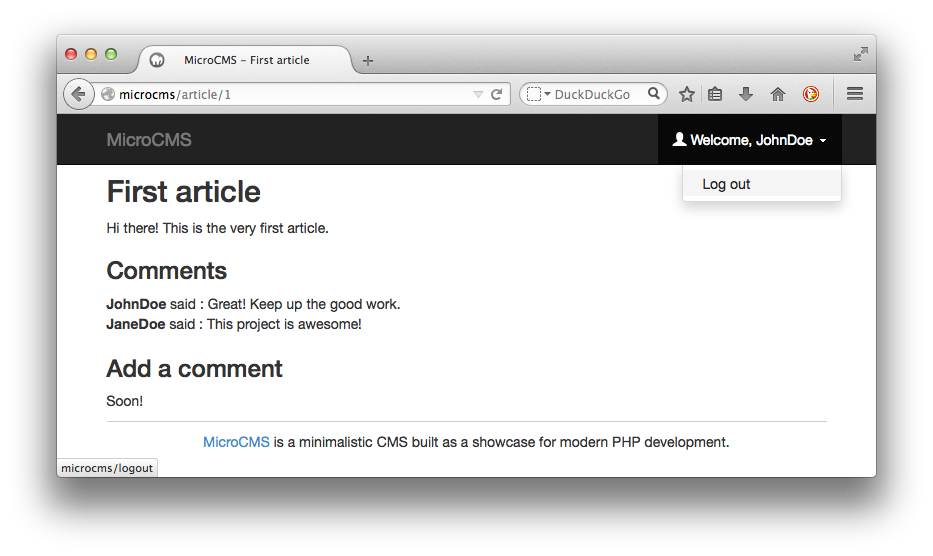 MicroCMS – First article
microcms/article/1
DuckDuckGo
MicroCMS
Welcome, JohnDoe
Log out
First article
Hi there! This is the very first article.
Comments
JohnDoe said : Great! Keep up the good work.
JaneDoe said : This project is awesome!
Add a comment
Soon!
MicroCMS is a minimalistic CMS built as a showcase for modern PHP development.
microcms/logout